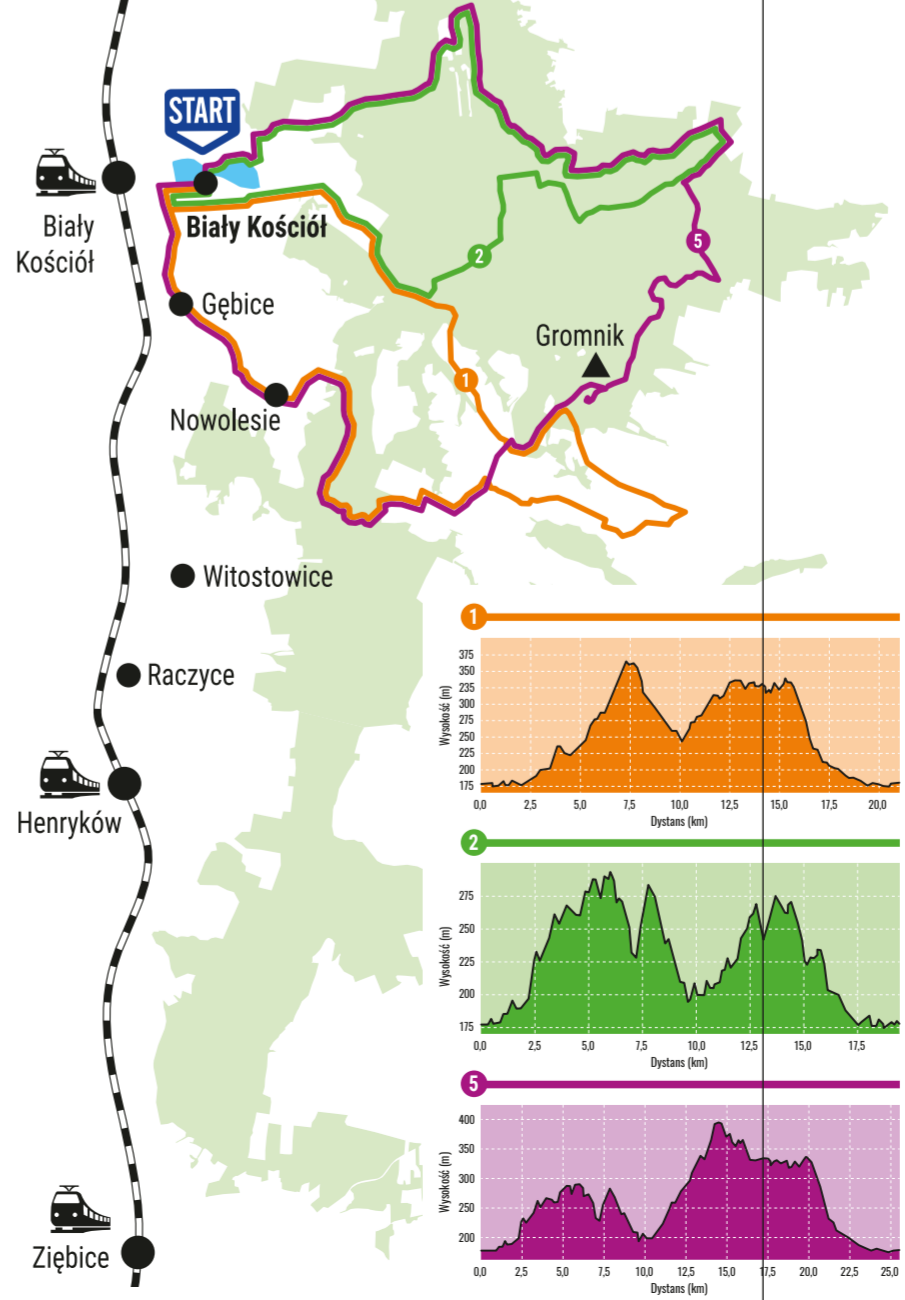 START
Biały
Kościół
Biały Kościół
2
5
Gębice
Gromnik
1
Nowolesie
Witostowice
Raczyce
Henryków
Ziębice
1
Wysokość (m)
375
350
235
300
275
250
225
200
175
0,0 2,5 5,0 7,5 10,0 12,5 15,0 17,5 20,0
Dystans (km)
2
Wysokość (m)
275
250
225
200
175
0,0 2,5 5,0 7,5 10,0 12,5 15,0 17,5
Dystans (km)
5
Wysokość (m)
400
350
300
250
200
0,0 2,5 5,0 7,5 10,0 12,5 15,0 17,5 20,0 22,5 25,0
Dystans (km)